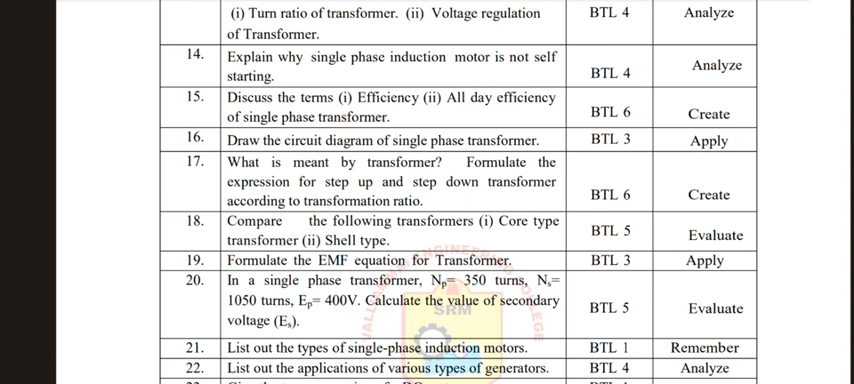 (i) Turn ratio of transformer. (ii) Voltage regulation of Transformer. BTL 4 Analyze
14. Explain why single phase induction motor is not self starting. BTL 4 Analyze
15. Discuss the terms (i) Efficiency (ii) All day efficiency of single phase transformer. BTL 6 Create
16. Draw the circuit diagram of single phase transformer. BTL 3 Apply
17. What is meant by transformer? Formulate the expression for step up and step down transformer according to transformation ratio. BTL 6 Create
18. Compare the following transformers (i) Core type transformer (ii) Shell type. BTL 5 Evaluate
19. Formulate the EMF equation for Transformer. BTL 3 Apply
20. In a single phase transformer, Np= 350 turns, Ns= 1050 turns, Ep= 400V. Calculate the value of secondary voltage (Es). BTL 5 Evaluate
21. List out the types of single-phase induction motors. BTL 1 Remember
22. List out the applications of various types of generators. BTL 4 Analyze
SRM